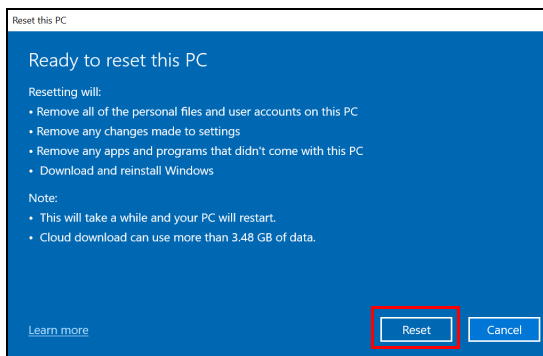 Reset this PC
Ready to reset this PC
Resetting will:
• Remove all of the personal files and user accounts on this PC
• Remove any changes made to settings
• Remove any apps and programs that didn't come with this PC
• Download and reinstall Windows
Note:
• This will take a while and your PC will restart.
• Cloud download can use more than 3.48 GB of data.
Learn more
Reset
Cancel